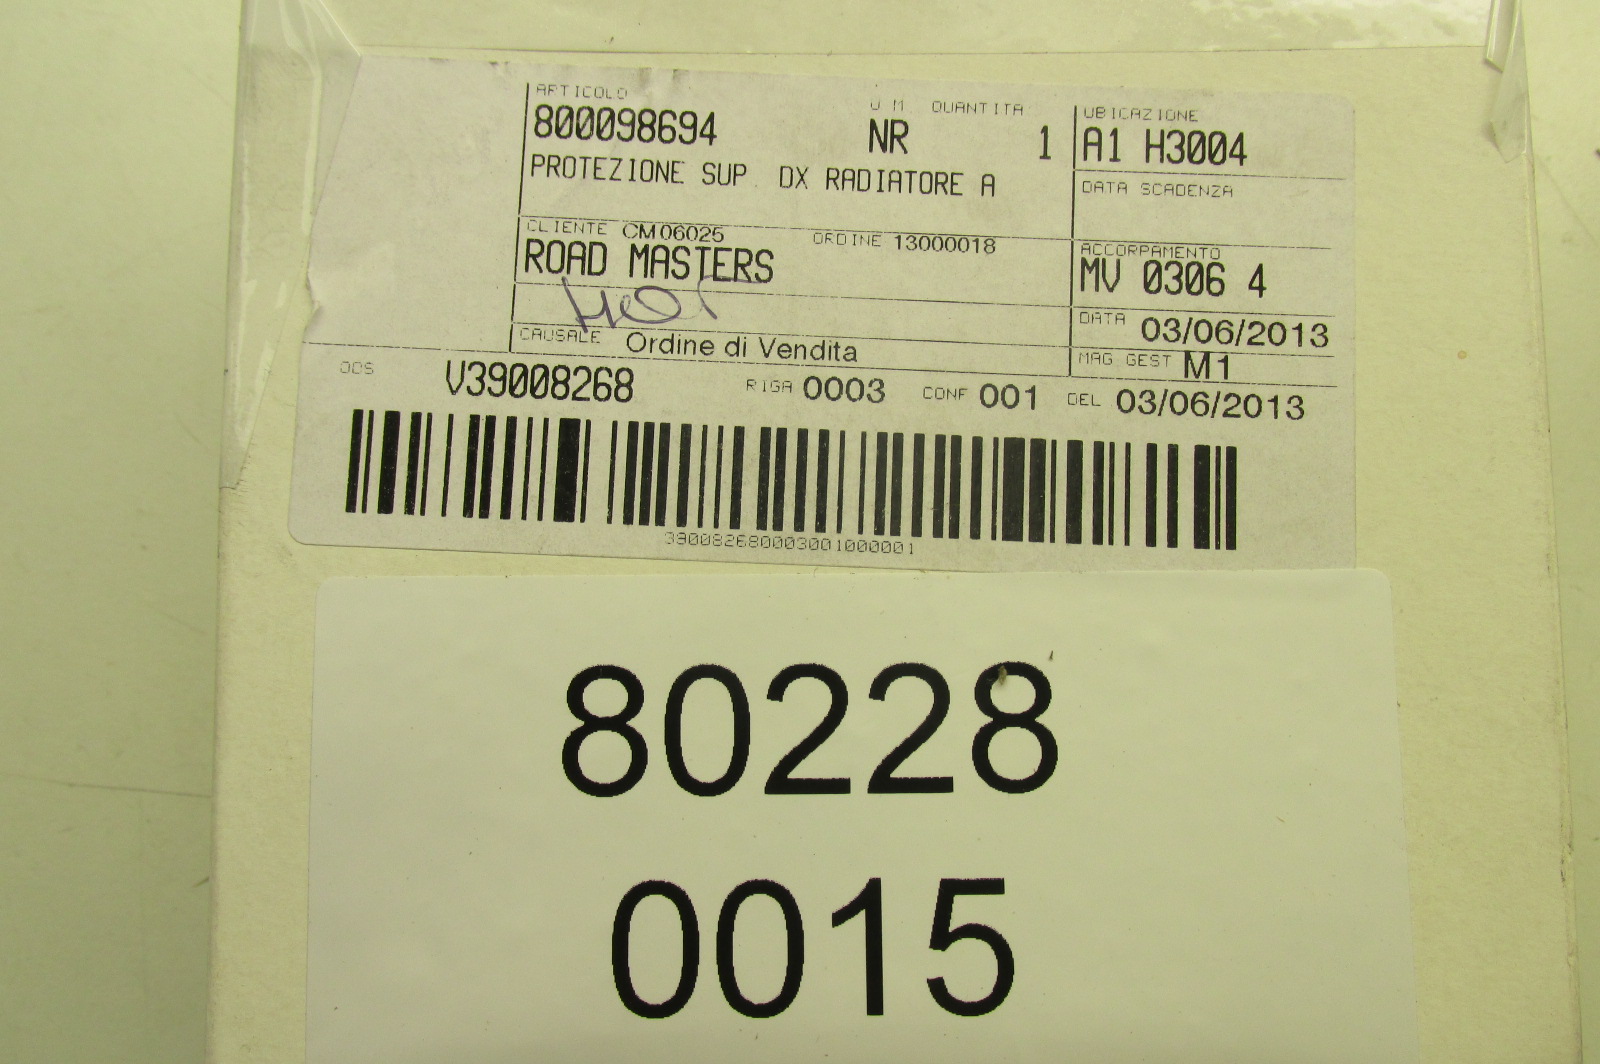 ARTICOLO U M QUANTITA UBICAZIONE
800098694 NR 1 A1 H3004
PROTEZIONE SUP. DX RADIATORE A DATA SCADENZA
CLIENTE CM06025 ORDINE 13000018 ACCORPAMENTO
ROAD MASTERS MV 0306 4
DATA 03/06/2013
CAUSALE Ordine di Vendita MAG GEST M1
ODS V39008268 RIGA 0003 CONF 001 DEL 03/06/2013
390082680003001000001
80228
0015